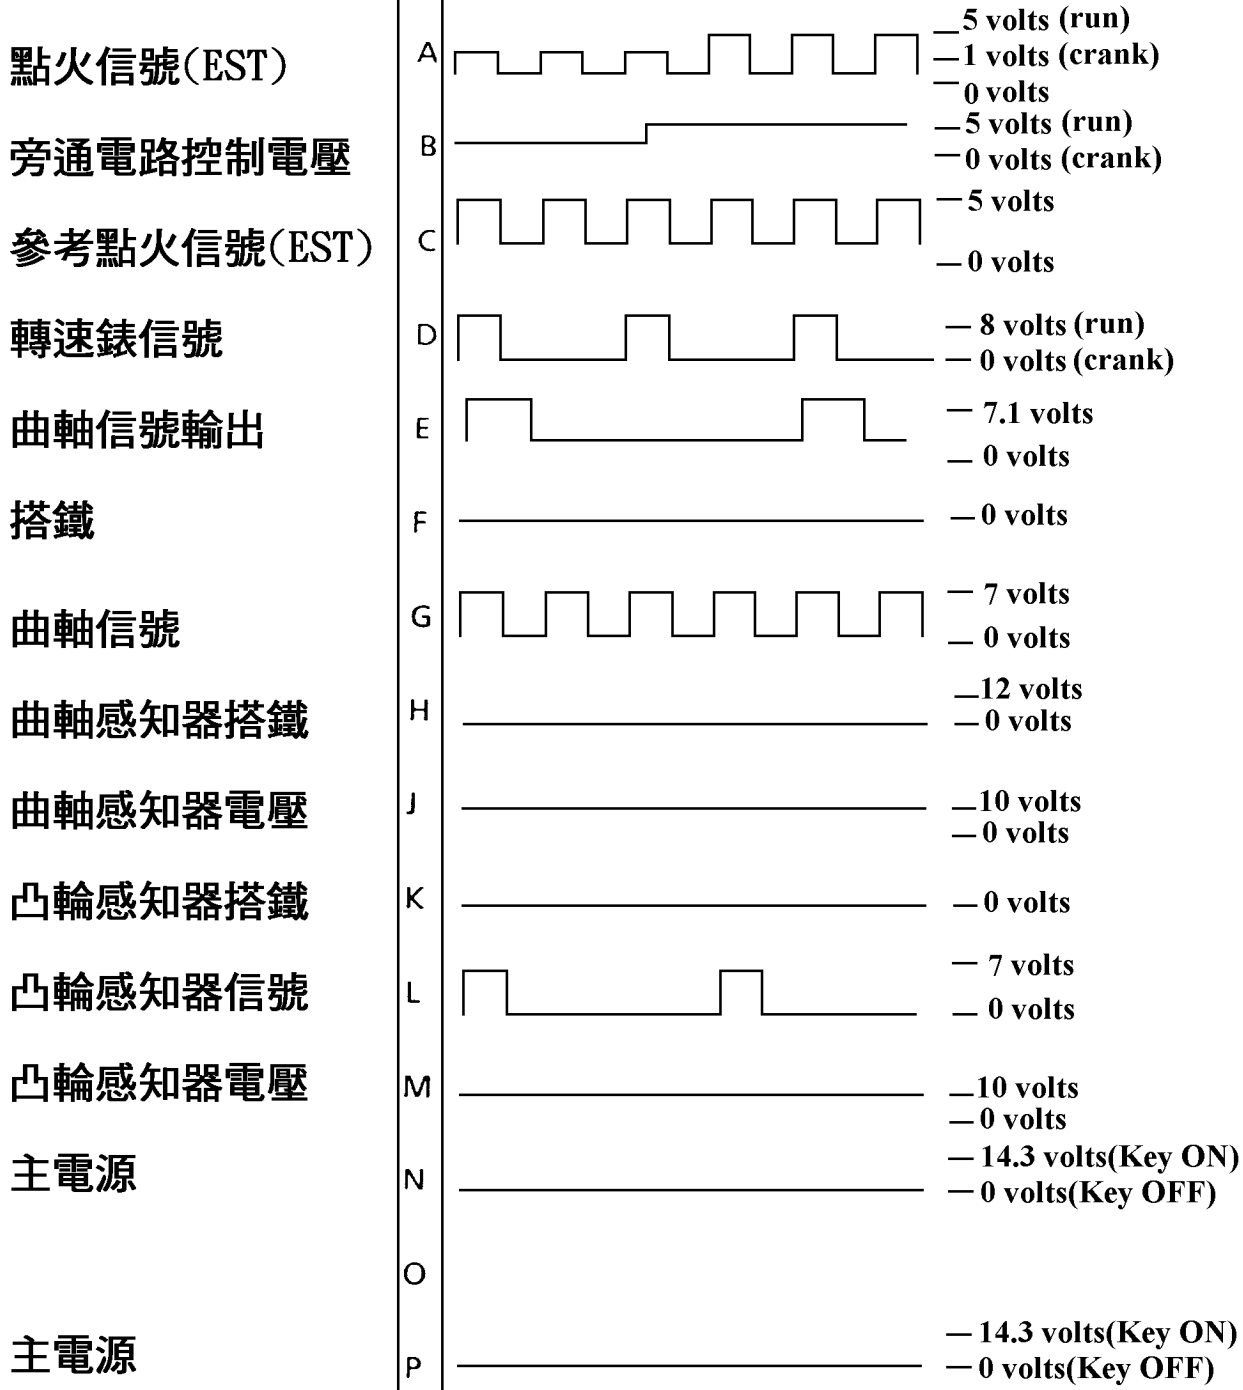 點火信號(EST)
A
5 volts (run)
1 volts (crank)
0 volts
旁通電路控制電壓
B
5 volts (run)
0 volts (crank)
參考點火信號(EST)
C
5 volts
0 volts
轉速錶信號
D
8 volts (run)
0 volts (crank)
曲軸信號輸出
E
7.1 volts
0 volts
搭鐵
F
0 volts
曲軸信號
G
7 volts
0 volts
曲軸感知器搭鐵
H
12 volts
0 volts
曲軸感知器電壓
J
10 volts
0 volts
凸輪感知器搭鐵
K
0 volts
凸輪感知器信號
L
7 volts
0 volts
凸輪感知器電壓
M
10 volts
0 volts
主電源
N
14.3 volts(Key ON)
0 volts(Key OFF)
O
主電源
P
14.3 volts(Key ON)
0 volts(Key OFF)